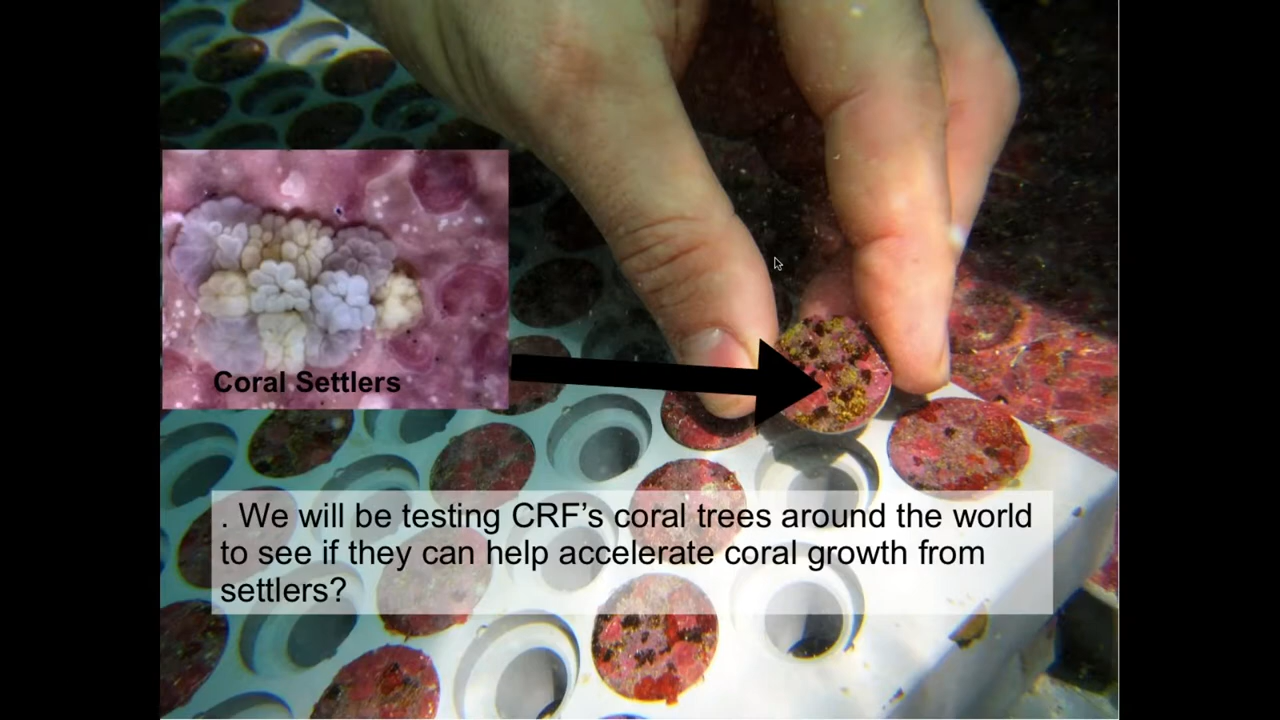 Coral Settlers
. We will be testing CRF’s coral trees around the world
to see if they can help accelerate coral growth from
settlers?